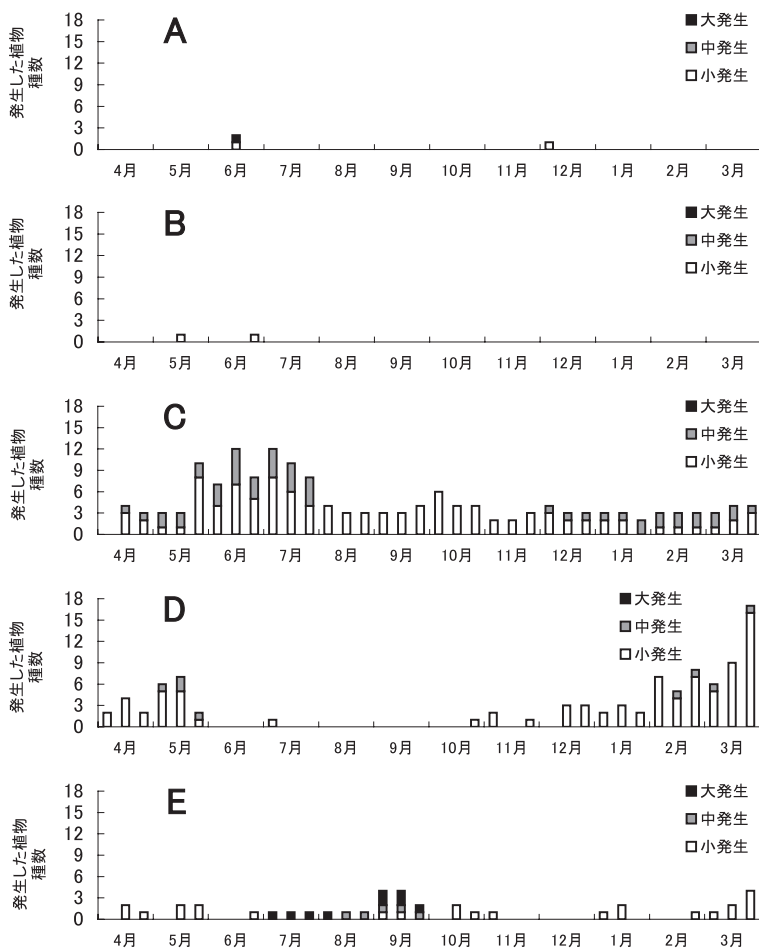 発生した植物
種数
A
18
15
12
9
6
3
0
■大発生
■中発生
□小発生
4月 5月 6月 7月 8月 9月 10月 11月 12月 1月 2月 3月
発生した植物
種数
B
18
15
12
9
6
3
0
■大発生
■中発生
□小発生
4月 5月 6月 7月 8月 9月 10月 11月 12月 1月 2月 3月
発生した植物
種数
C
18
15
12
9
6
3
0
■大発生
■中発生
□小発生
4月 5月 6月 7月 8月 9月 10月 11月 12月 1月 2月 3月
発生した植物
種数
D
18
15
12
9
6
3
0
■大発生
■中発生
□小発生
4月 5月 6月 7月 8月 9月 10月 11月 12月 1月 2月 3月
発生した植物
種数
E
18
15
12
9
6
3
0
■大発生
■中発生
□小発生
4月 5月 6月 7月 8月 9月 10月 11月 12月 1月 2月 3月